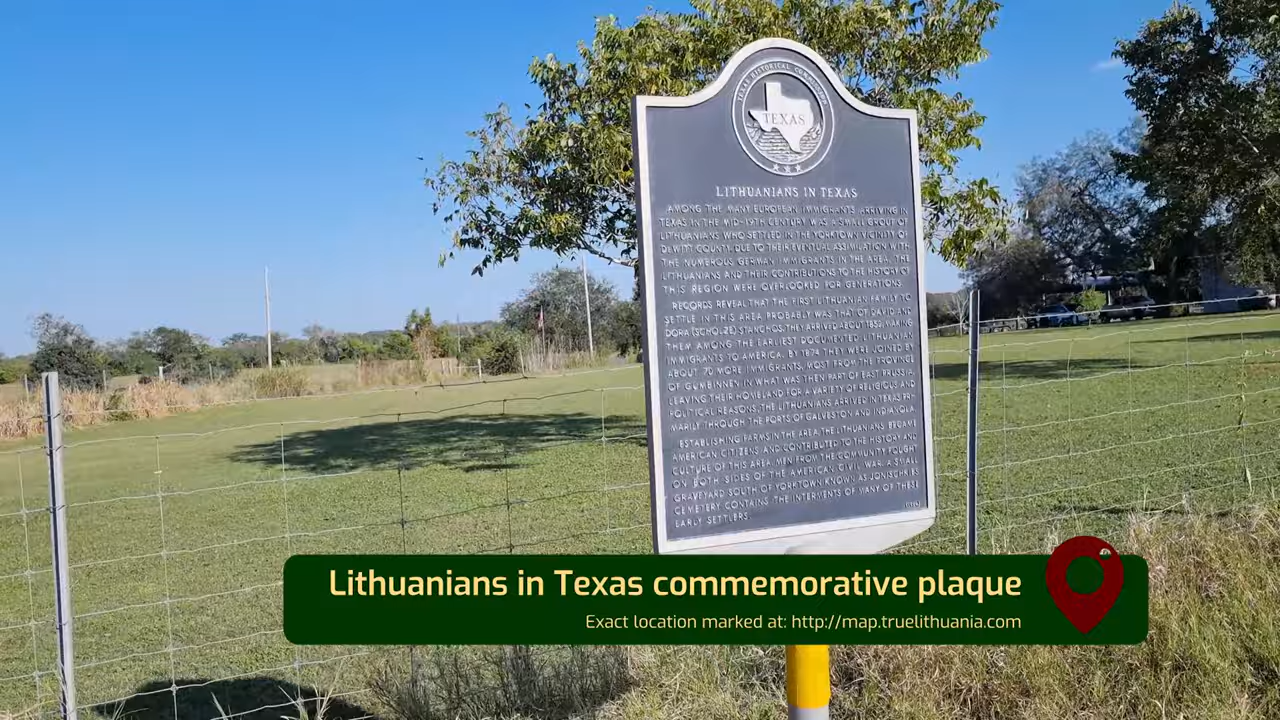 TEXAS HISTORICAL COMMISSION
TEXAS
LITHUANIANS IN TEXAS
AMONG THE MANY EUROPEAN IMMIGRANTS ARRIVING IN
TEXAS IN THE MID-19TH CENTURY WAS A SMALL GROUP OF
LITHUANIANS WHO SETTLED IN THE YORKTOWN VICINITY OF
DEWITT COUNTY. DUE TO THEIR EVENTUAL ASSIMILATION WITH
THE NUMEROUS GERMAN IMMIGRANTS IN THE AREA, THE
LITHUANIANS AND THEIR CONTRIBUTIONS TO THE HISTORY OF
THIS REGION WERE OVERLOOKED FOR GENERATIONS.
RECORDS REVEAL THAT THE FIRST LITHUANIAN FAMILY TO
SETTLE IN THIS AREA PROBABLY WAS THAT OF DAVID AND
DORA (SCHOLZE) STANCHOS. THEY ARRIVED ABOUT 1852, MAKING
THEM AMONG THE EARLIEST DOCUMENTED LITHUANIAN
IMMIGRANTS TO AMERICA. BY 1874 THEY WERE JOINED BY
ABOUT 70 MORE IMMIGRANTS, MOST FROM THE PROVINCE
OF GUMBINNEN IN WHAT WAS THEN PART OF EAST PRUSSIA.
LEAVING THEIR HOMELAND FOR A VARIETY OF RELIGIOUS AND
POLITICAL REASONS, THE LITHUANIANS ARRIVED IN TEXAS PRI-
MARILY THROUGH THE PORTS OF GALVESTON AND INDIANOLA.
ESTABLISHING FARMS IN THE AREA, THE LITHUANIANS BECAME
AMERICAN CITIZENS AND CONTRIBUTED TO THE HISTORY AND
CULTURE OF THIS AREA. MEN FROM THE COMMUNITY FOUGHT
ON BOTH SIDES OF THE AMERICAN CIVIL WAR. A SMALL
GRAVEYARD SOUTH OF YORKTOWN KNOWN AS JONISCHKIES
CEMETERY CONTAINS THE INTERMENTS OF MANY OF THESE
EARLY SETTLERS.
Lithuanians in Texas commemorative plaque
Exact location marked at: http://map.truelithuania.com